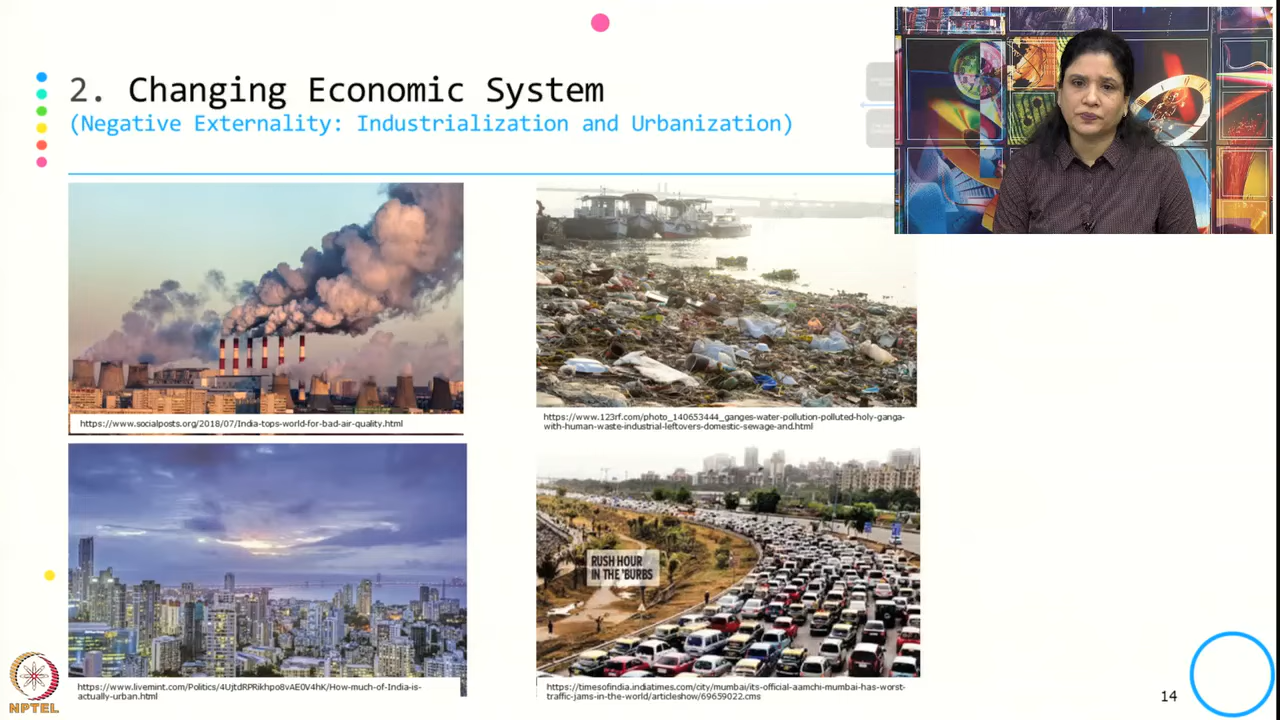 2. Changing Economic System
(Negative Externality: Industrialization and Urbanization)
https://www.socialposts.org/2018/07/India-tops-world-for-bad-air-quality.html
https://www.123rf.com/photo_140653444_ganges-water-pollution-polluted-holy-ganga-
with-human-waste-industrial-leftovers-domestic-sewage-and.html
RUSH HOUR
IN THE 'BURBS
https://www.livemint.com/Politics/4UjtdRPRikhpo8vAE0V4hK/How-much-of-India-is-
actually-urban.html
https://timesofindia.indiatimes.com/city/mumbai/its-official-aamchi-mumbai-has-worst-
traffic-jams-in-the-world/articleshow/69659022.cms
14
NPTEL